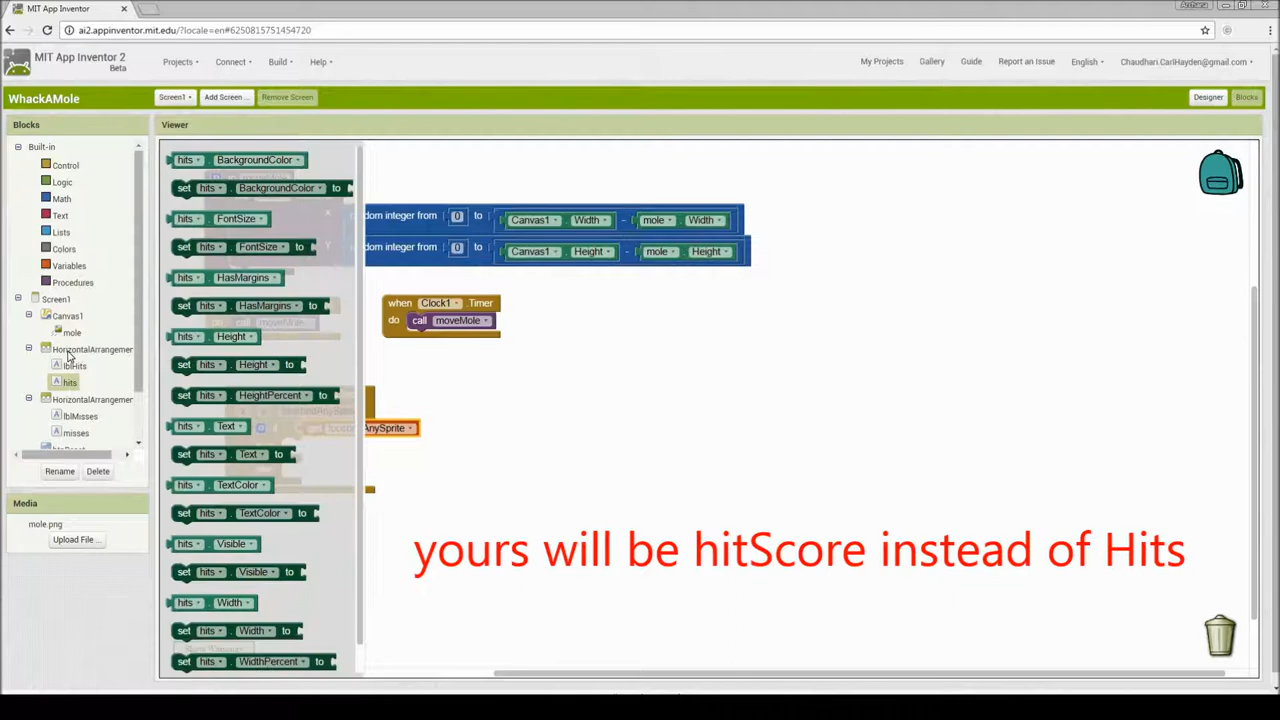 MIT App Inventor
Archana
ai2.appinventor.mit.edu/?locale=en#6250815751454720
MIT App Inventor 2
Beta
Projects
Connect
Build
Help
My Projects
Gallery
Guide
Report an Issue
English
Chaudhari.CarlHayden@gmail.com
WhackAMole
Screen1
Add Screen ...
Remove Screen
Designer
Blocks
Blocks
Viewer
Built-in
Control
Logic
Math
Text
Lists
Colors
Variables
Procedures
Screen1
Canvas1
mole
HorizontalArrangemer
lblHits
hits
HorizontalArrangemer
lblMisses
misses
Rename
Delete
Media
mole.png
Upload File ...
hits . BackgroundColor
set hits . BackgroundColor to
hits . FontSize
set hits . FontSize to
hits . HasMargins
set hits . HasMargins to
hits . Height
set hits . Height to
set hits . HeightPercent to
hits . Text
set hits . Text to
hits . TextColor
set hits . TextColor to
hits . Visible
set hits . Visible to
hits . Width
set hits . Width to
set hits . WidthPercent to
random integer from 0 to Canvas1 . Width - mole . Width
random integer from 0 to Canvas1 . Height - mole . Height
when Clock1 .Timer
do call moveMole
call moveMole
AnySprite
yours will be hitScore instead of Hits